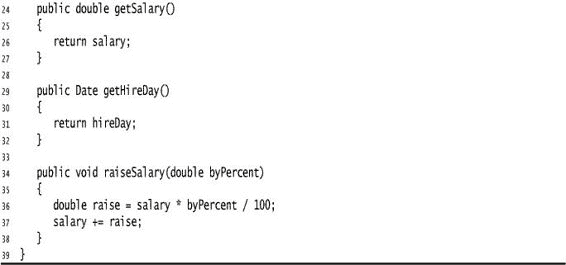 24 public double getSalary()
25 {
26 return salary;
27 }
28
29 public Date getHireDay()
30 {
31 return hireDay;
32 }
33
34 public void raiseSalary(double byPercent)
35 {
36 double raise = salary * byPercent / 100;
37 salary += raise;
38 }
39 }